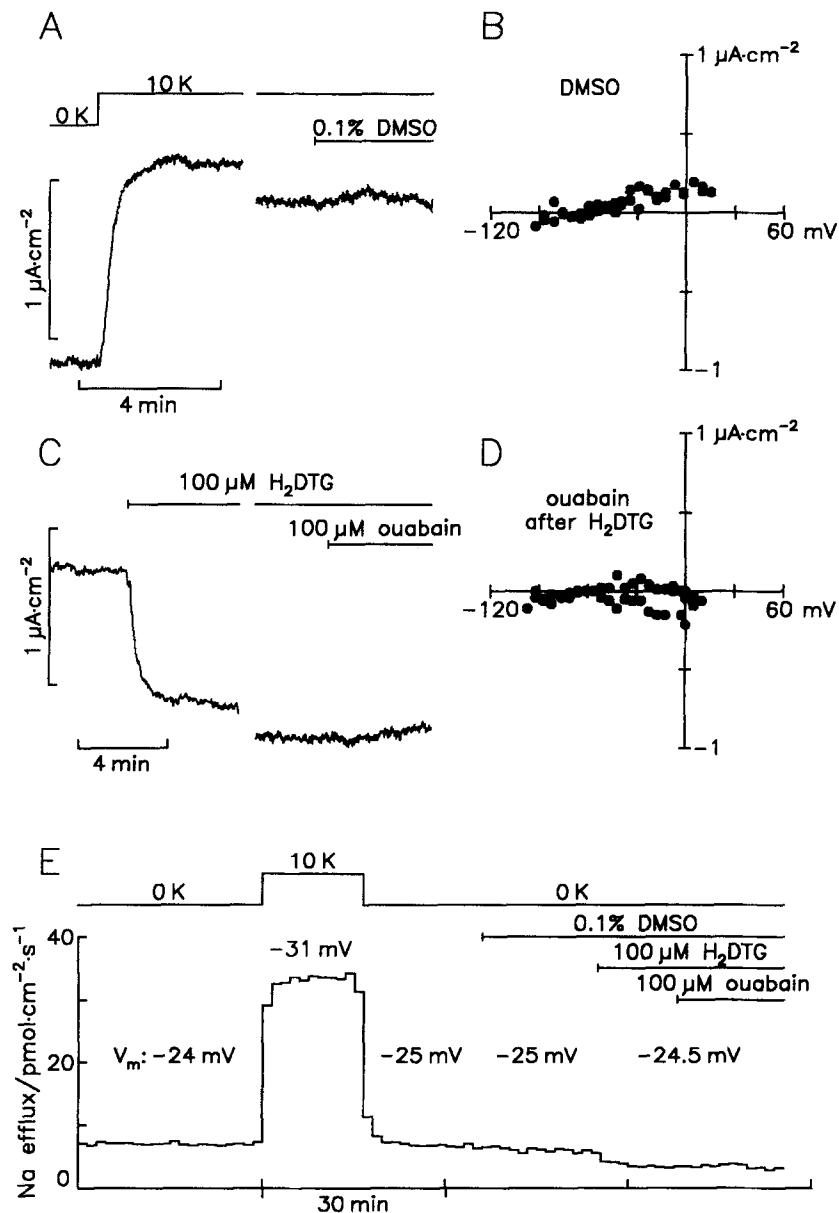 A
0 K
10 K
0.1% DMSO
1 μA·cm⁻²
4 min
B
DMSO
1 μA·cm⁻²
−120
60 mV
−1
C
100 μM H₂DTG
100 μM ouabain
1 μA·cm⁻²
4 min
D
ouabain
after H₂DTG
1 μA·cm⁻²
−120
60 mV
−1
E
0 K
10 K
0 K
0.1% DMSO
100 μM H₂DTG
100 μM ouabain
Na efflux/pmol·cm⁻²·s⁻¹
40
20
0
Vₘ: −24 mV
−31 mV
−25 mV
−25 mV
−24.5 mV
30 min